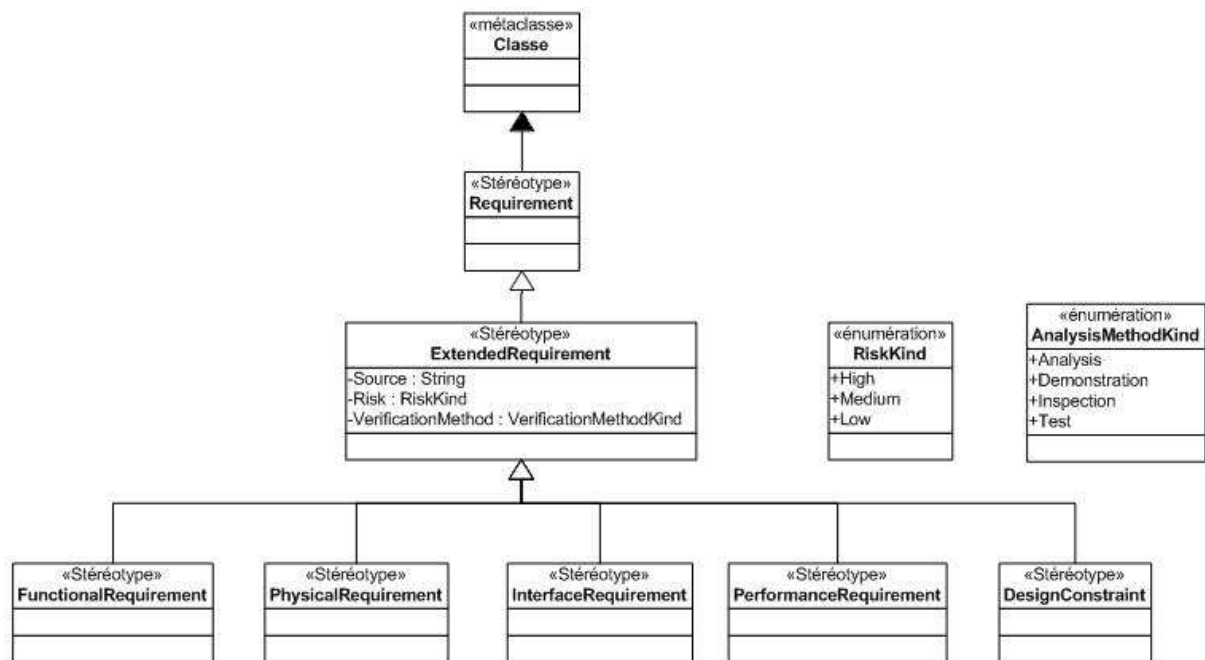 «métaclasse»
Classe
«Stéréotype»
Requirement
«Stéréotype»
ExtendedRequirement
-Source : String
-Risk : RiskKind
-VerificationMethod : VerificationMethodKind
«énumération»
RiskKind
+High
+Medium
+Low
«énumération»
AnalysisMethodKind
+Analysis
+Demonstration
+Inspection
+Test
«Stéréotype»
FunctionalRequirement
«Stéréotype»
PhysicalRequirement
«Stéréotype»
InterfaceRequirement
«Stéréotype»
PerformanceRequirement
«Stéréotype»
DesignConstraint